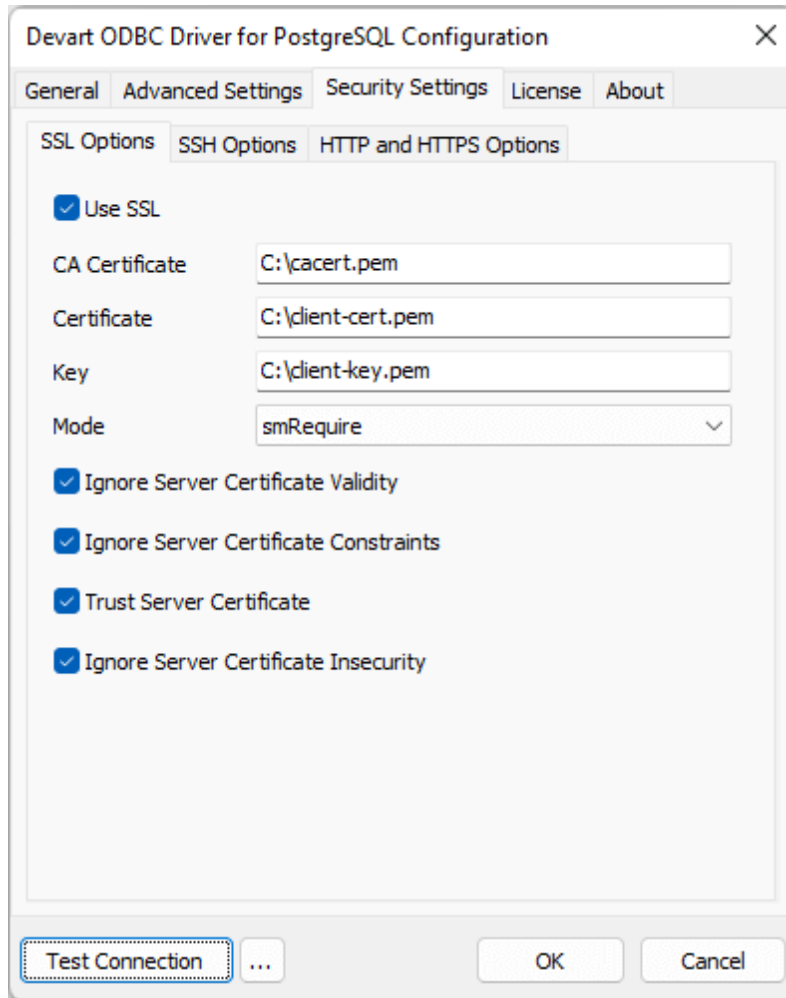 Devart ODBC Driver for PostgreSQL Configuration
General Advanced Settings Security Settings License About
SSL Options SSH Options HTTP and HTTPS Options
Use SSL
CA Certificate C:\cacert.pem
Certificate C:\client-cert.pem
Key C:\client-key.pem
Mode smRequire
Ignore Server Certificate Validity
Ignore Server Certificate Constraints
Trust Server Certificate
Ignore Server Certificate Insecurity
Test Connection ... OK Cancel